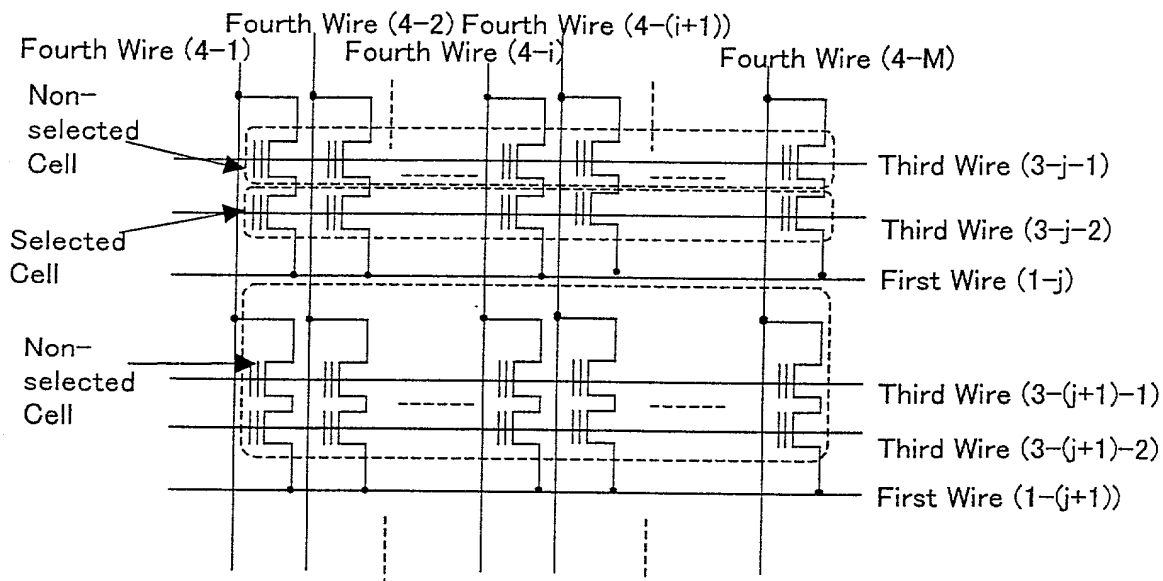 Fourth Wire (4-2) Fourth Wire (4-(i+1))
Fourth Wire (4-1)
Fourth Wire (4-i)
Fourth Wire (4-M)
Non-
selected
Cell
Third Wire (3-j-1)
Third Wire (3-j-2)
Selected
Cell
First Wire (1-j)
Non-
selected
Cell
Third Wire (3-(j+1)-1)
Third Wire (3-(j+1)-2)
First Wire (1-(j+1))